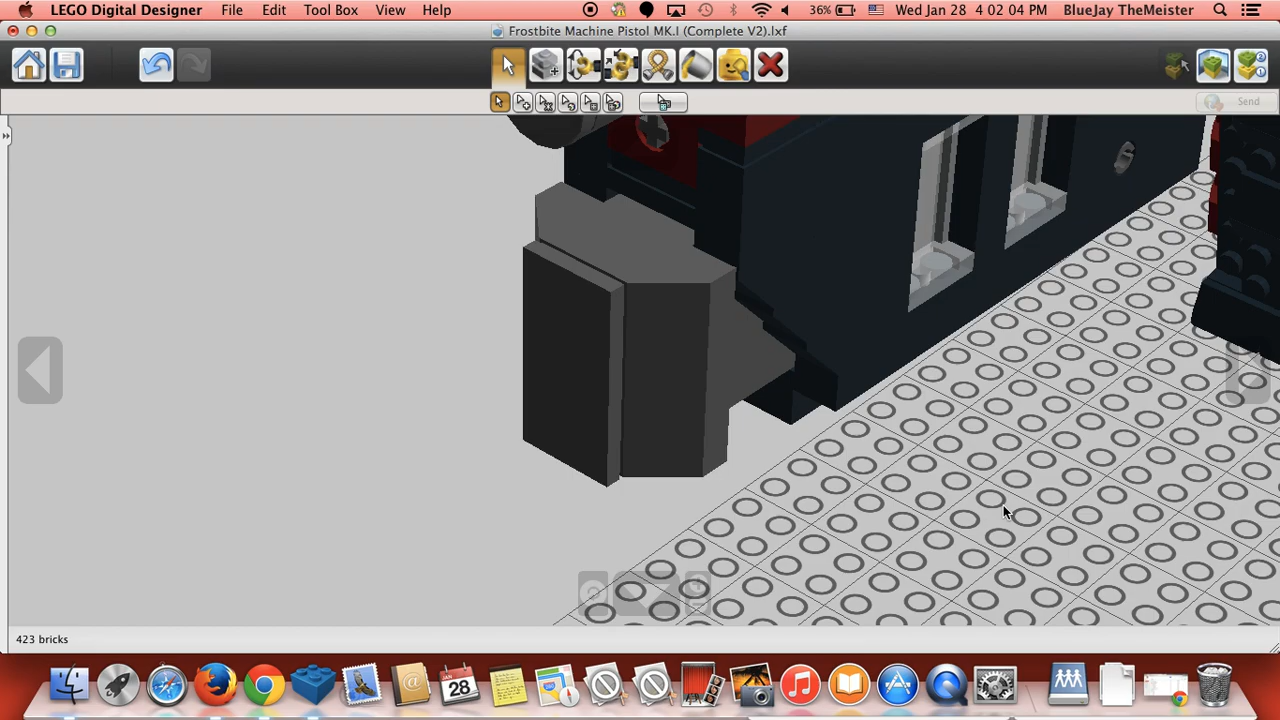 LEGO Digital Designer File Edit Tool Box View Help 36% Wed Jan 28 4 02 04 PM BlueJay TheMeister
Frostbite Machine Pistol MK.I (Complete V2).lxf
Send
423 bricks
JAN
28